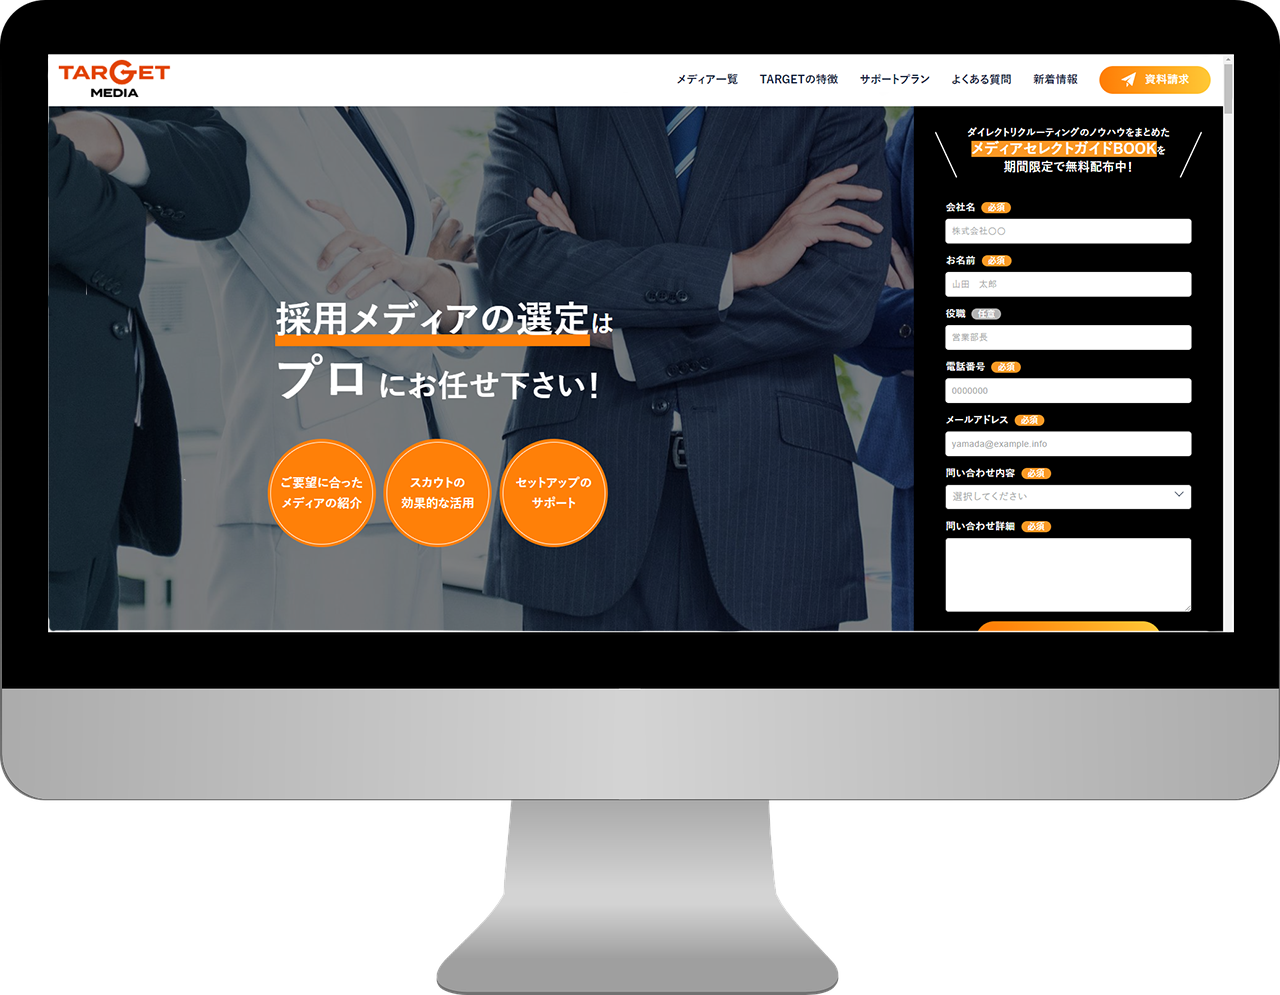 TARGET
MEDIA
メディア一覧
TARGETの特徴
サポートプラン
よくある質問
新着情報
資料請求
採用メディアの選定は
プロにお任せ下さい！
ご要望に合った
メディアの紹介
スカウトの
効果的な活用
セットアップの
サポート
ダイレクトリクルーティングのノウハウをまとめた
メディアセレクトガイドBOOKを
期間限定で無料配布中！
会社名 必須
株式会社〇〇
お名前 必須
山田　太郎
役職 任意
営業部長
電話番号 必須
0000000
メールアドレス 必須
yamada@example.info
問い合わせ内容 必須
選択してください
問い合わせ詳細 必須